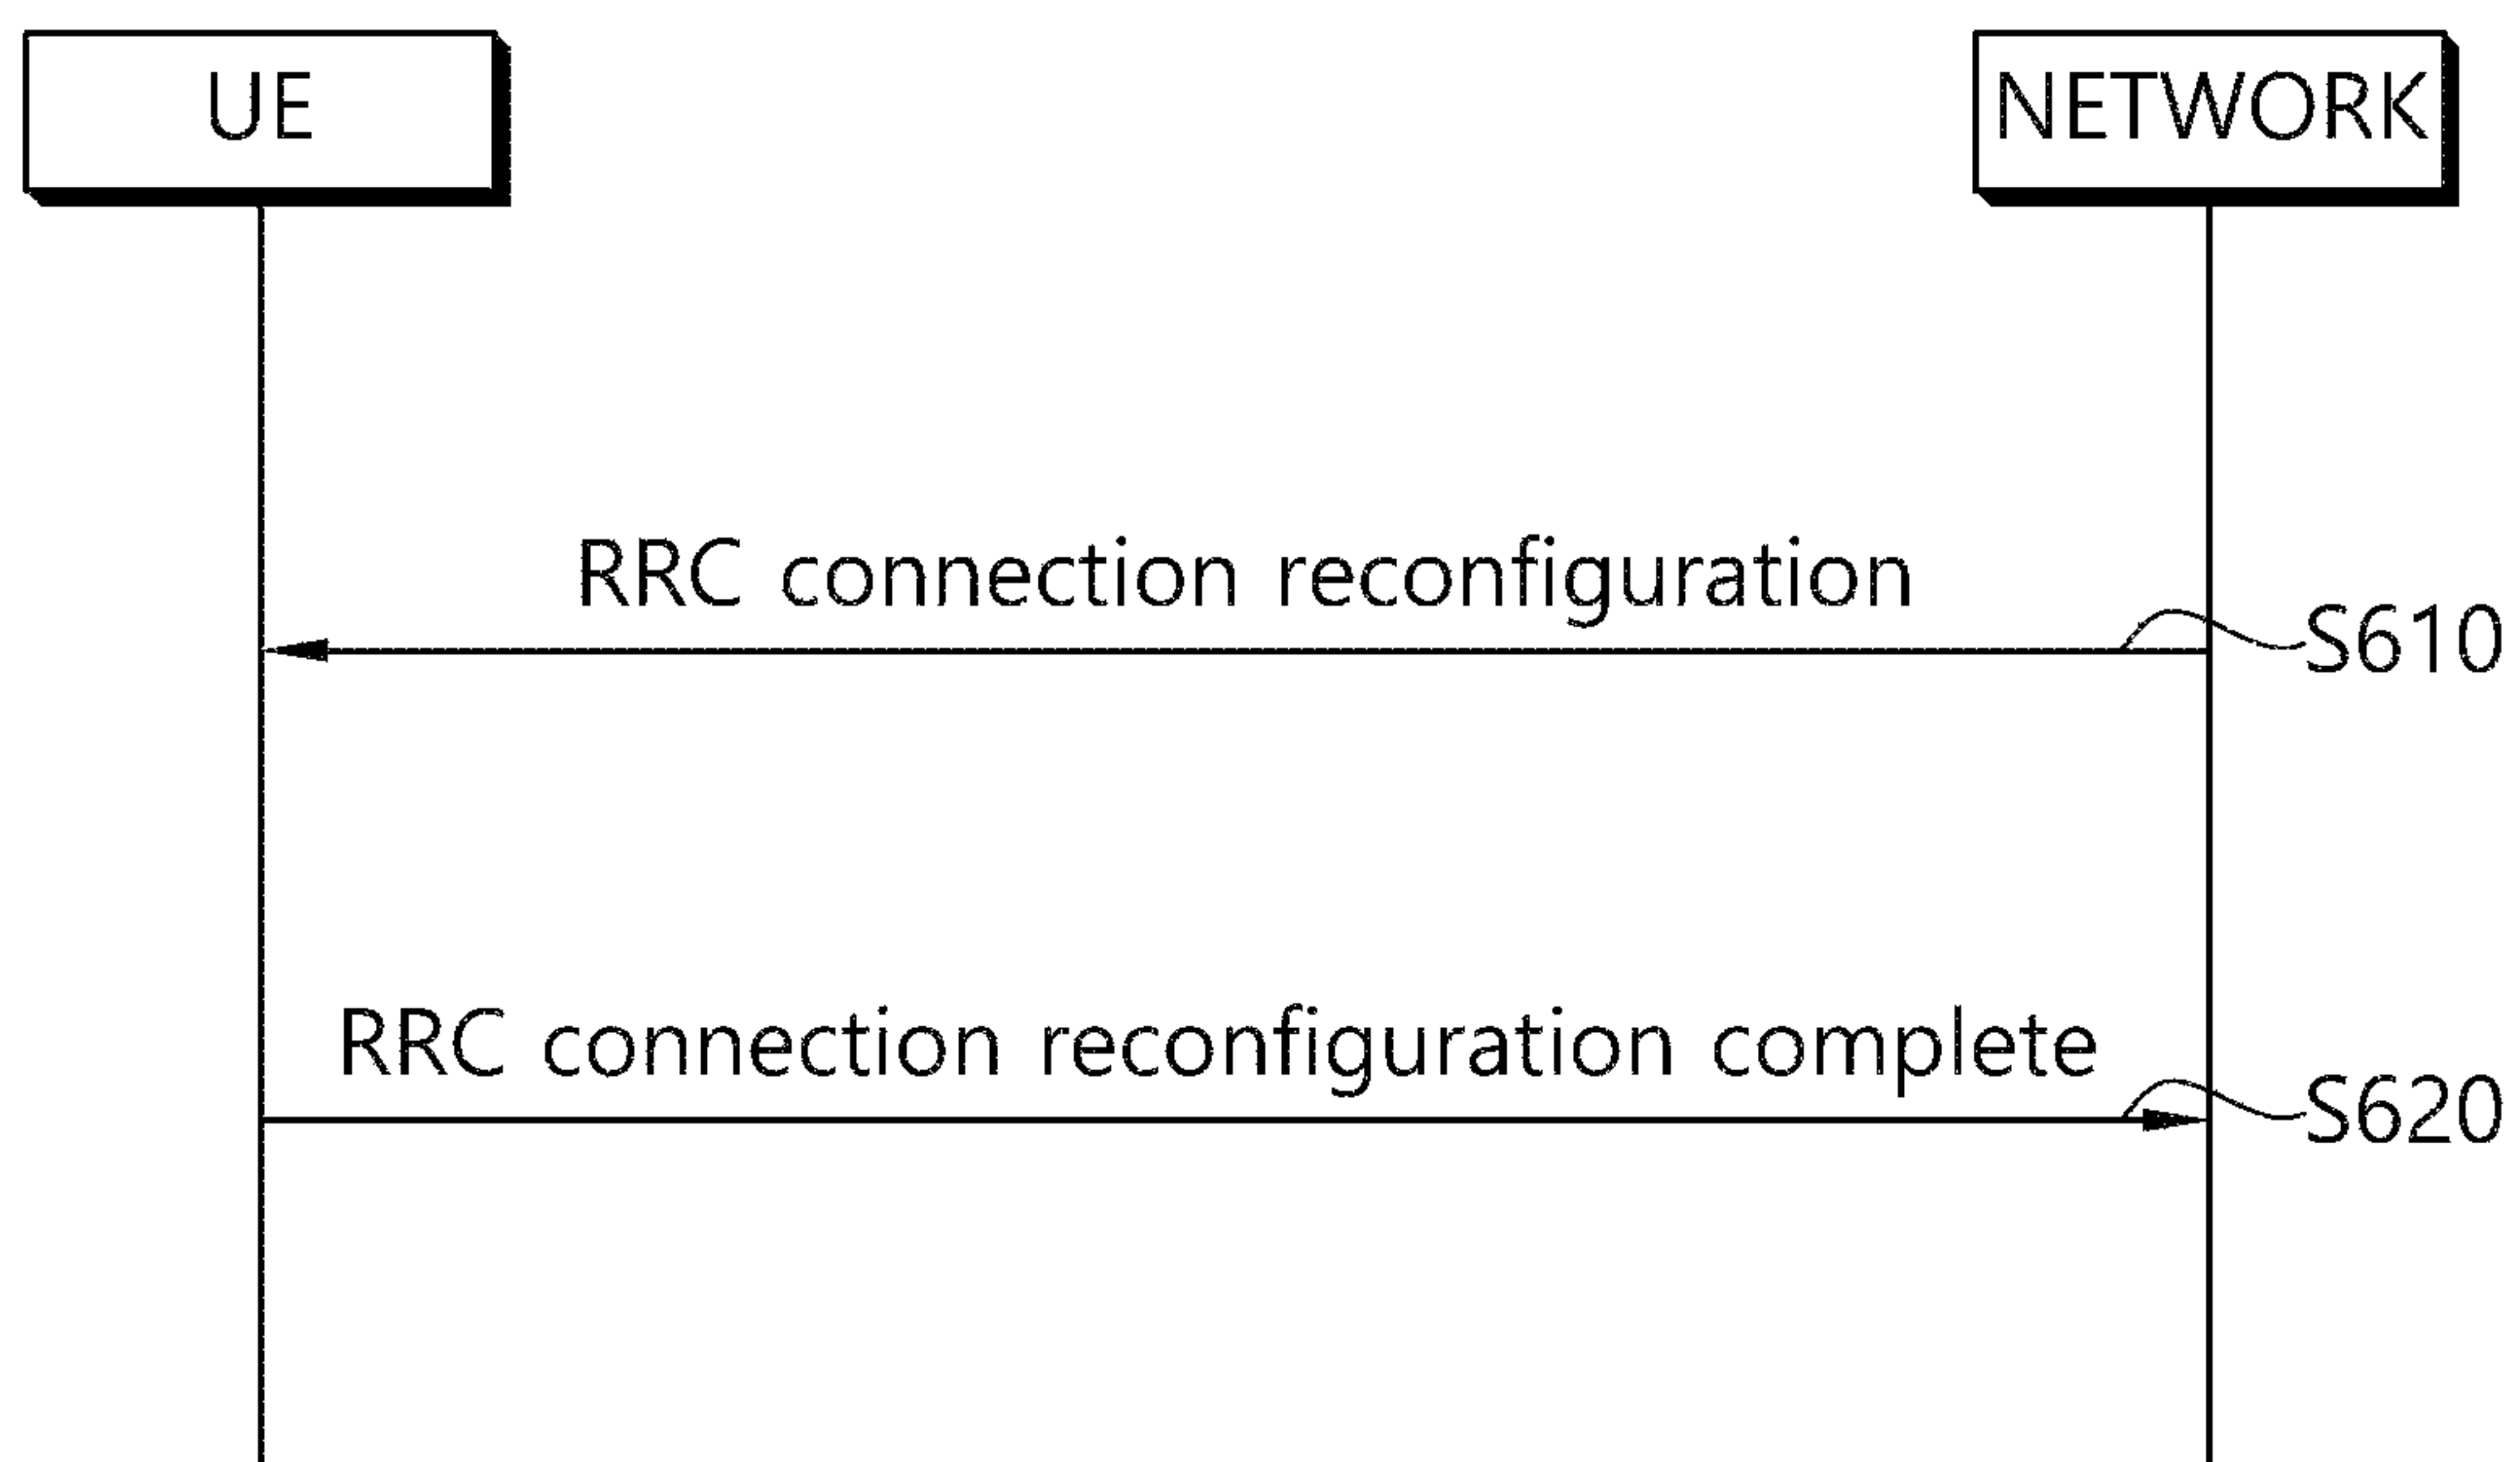 UE
NETWORK
RRC connection reconfiguration
S610
RRC connection reconfiguration complete
S620